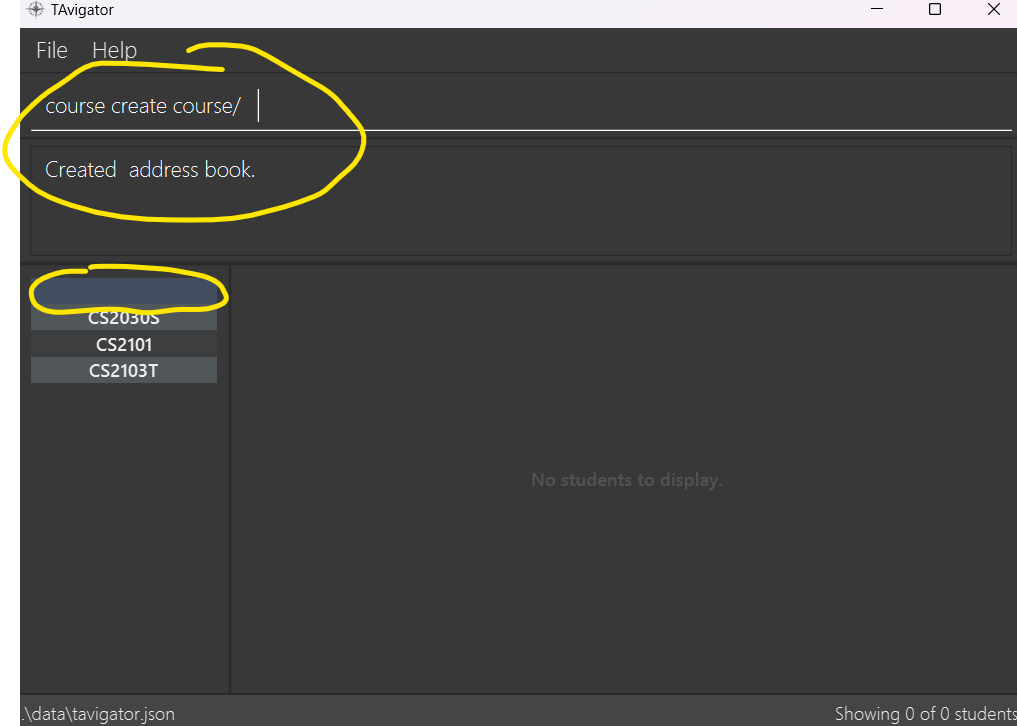 TAvigator
File Help
course create course/
Created  address book.
CS2030S
CS2101
CS2103T
No students to display.
.\data\tavigator.json
Showing 0 of 0 students